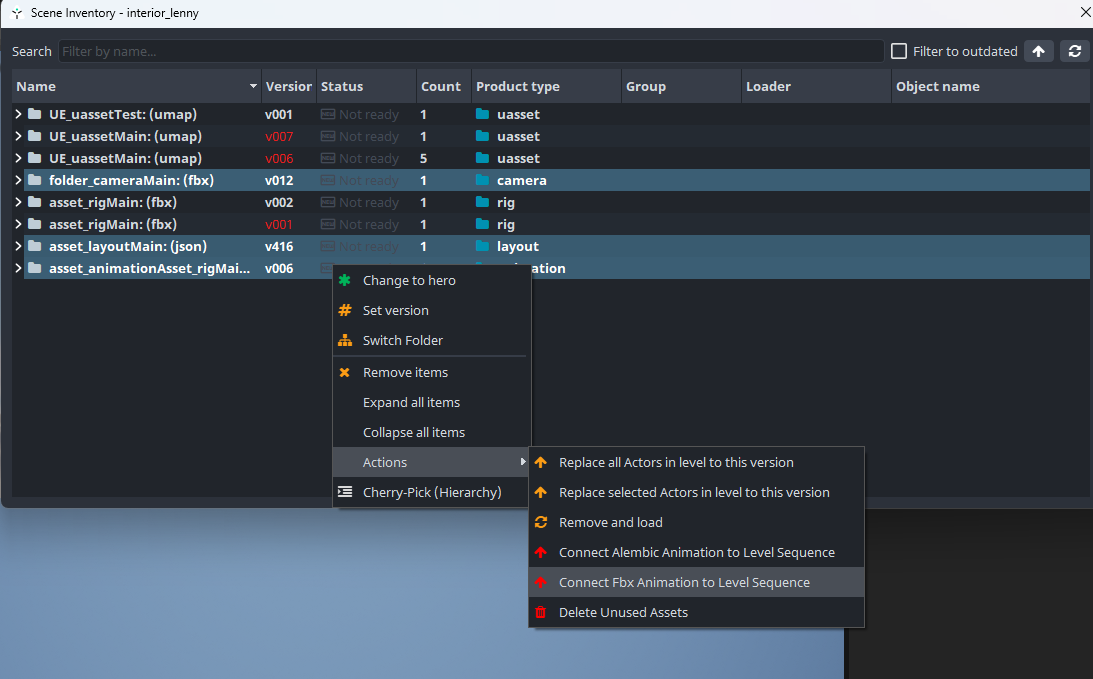 Scene Inventory - interior_lenny
Search Filter by name... Filter to outdated
Name Version Status Count Product type Group Loader Object name
UE_uassetTest: (umap) v001 Not ready 1 uasset
UE_uassetMain: (umap) v007 Not ready 1 uasset
UE_uassetMain: (umap) v006 Not ready 5 uasset
folder_cameraMain: (fbx) v012 Not ready 1 camera
asset_rigMain: (fbx) v002 Not ready 1 rig
asset_rigMain: (fbx) v001 Not ready 1 rig
asset_layoutMain: (json) v416 Not ready 1 layout
asset_animationAsset_rigMai... v006
Change to hero
Set version
Switch Folder
Remove items
Expand all items
Collapse all items
Actions
Cherry-Pick (Hierarchy)
Replace all Actors in level to this version
Replace selected Actors in level to this version
Remove and load
Connect Alembic Animation to Level Sequence
Connect Fbx Animation to Level Sequence
Delete Unused Assets